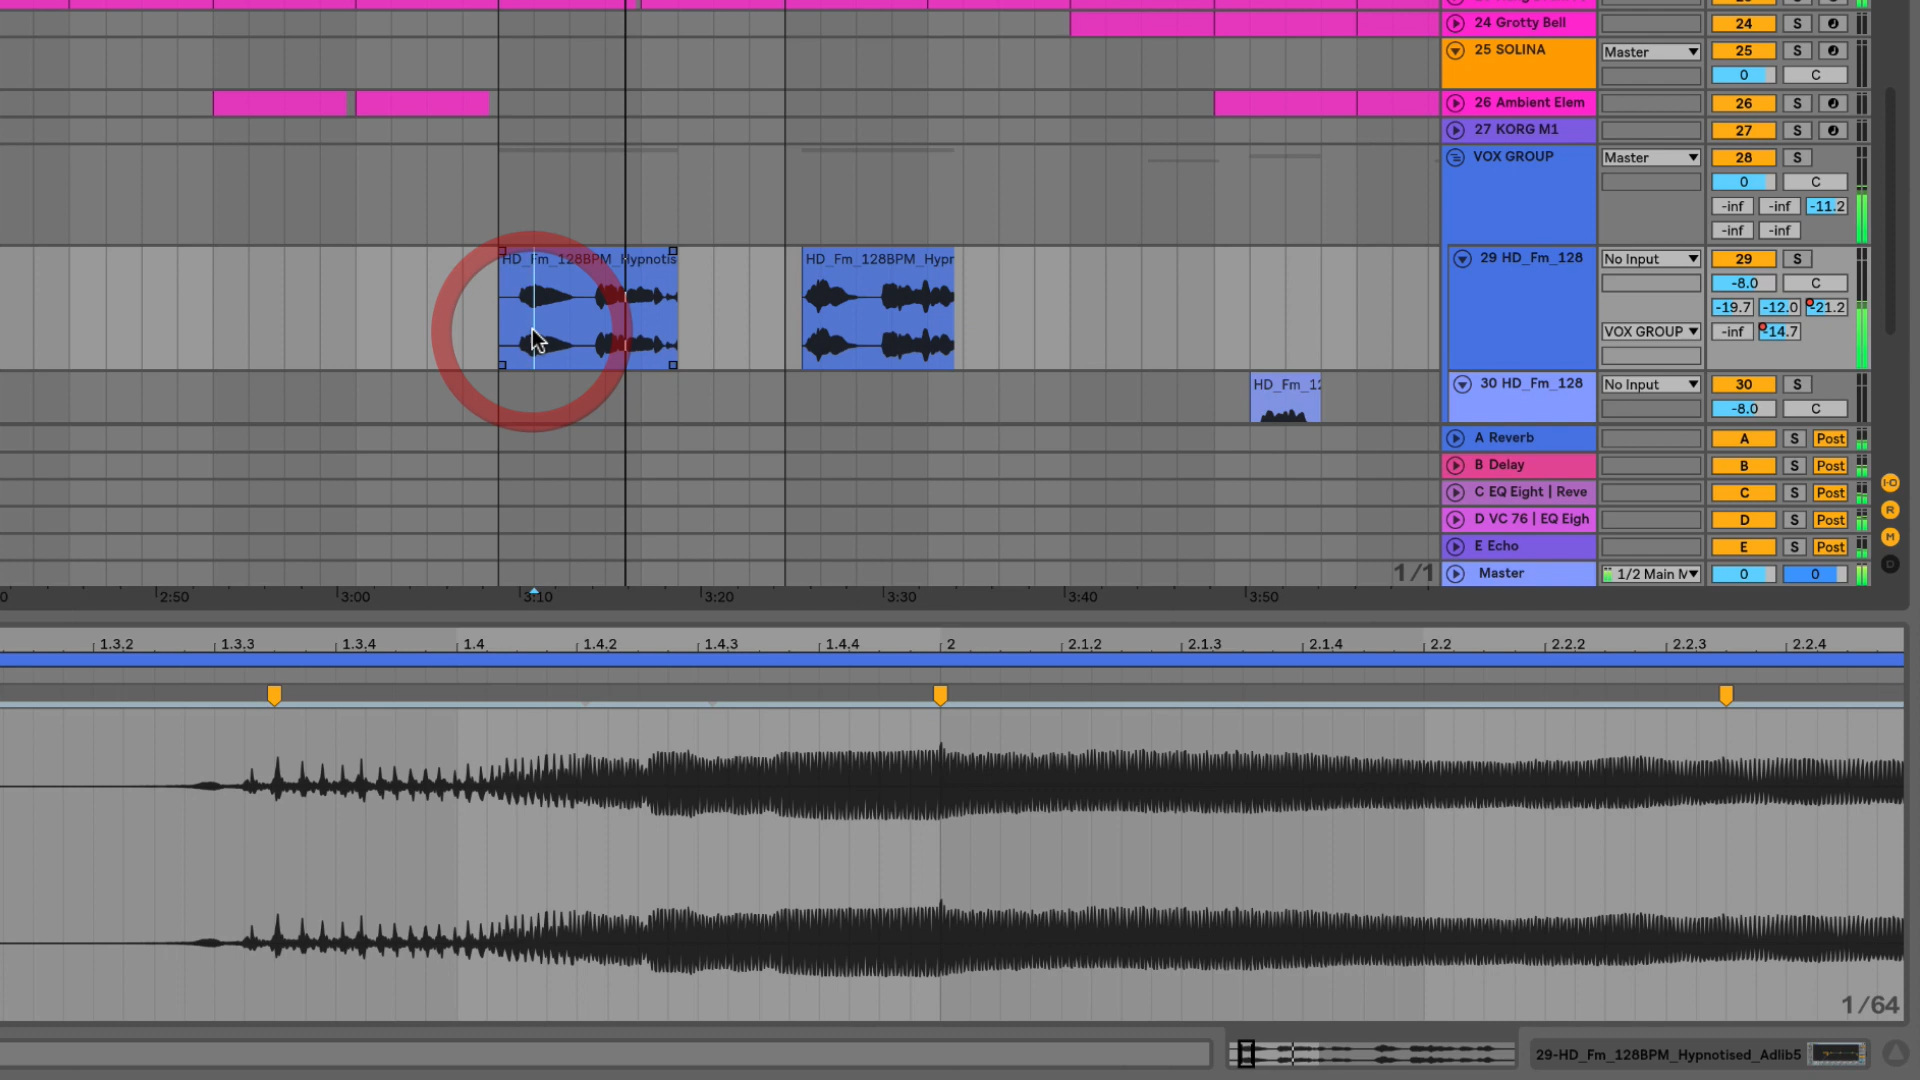 24 Grotty Bell
24
S
25 SOLINA
Master
25
S
0
C
26 Ambient Elem
26
S
27 KORG M1
27
S
VOX GROUP
Master
28
S
0
C
-inf
-inf
-11.2
-inf
-inf
HD_Fm_128BPM_Hypnotis
HD_Fm_128BPM_Hypr
29 HD_Fm_128
No Input
29
S
-8.0
C
-19.7
-12.0
-21.2
VOX GROUP
-inf
-14.7
HD_Fm_12
30 HD_Fm_128
No Input
30
S
-8.0
C
A Reverb
A
S
Post
B Delay
B
S
Post
C EQ Eight | Reve
C
S
Post
D VC 76 | EQ Eigh
D
S
Post
E Echo
E
S
Post
1/1
Master
1/2 Main M
0
0
I-O
R
M
D
2:50
3:00
3:10
3:20
3:30
3:40
3:50
1.3.2
1.3.3
1.3.4
1.4
1.4.2
1.4.3
1.4.4
2
2.1.2
2.1.3
2.1.4
2.2
2.2.2
2.2.3
2.2.4
1/64
29-HD_Fm_128BPM_Hypnotised_Adlib5